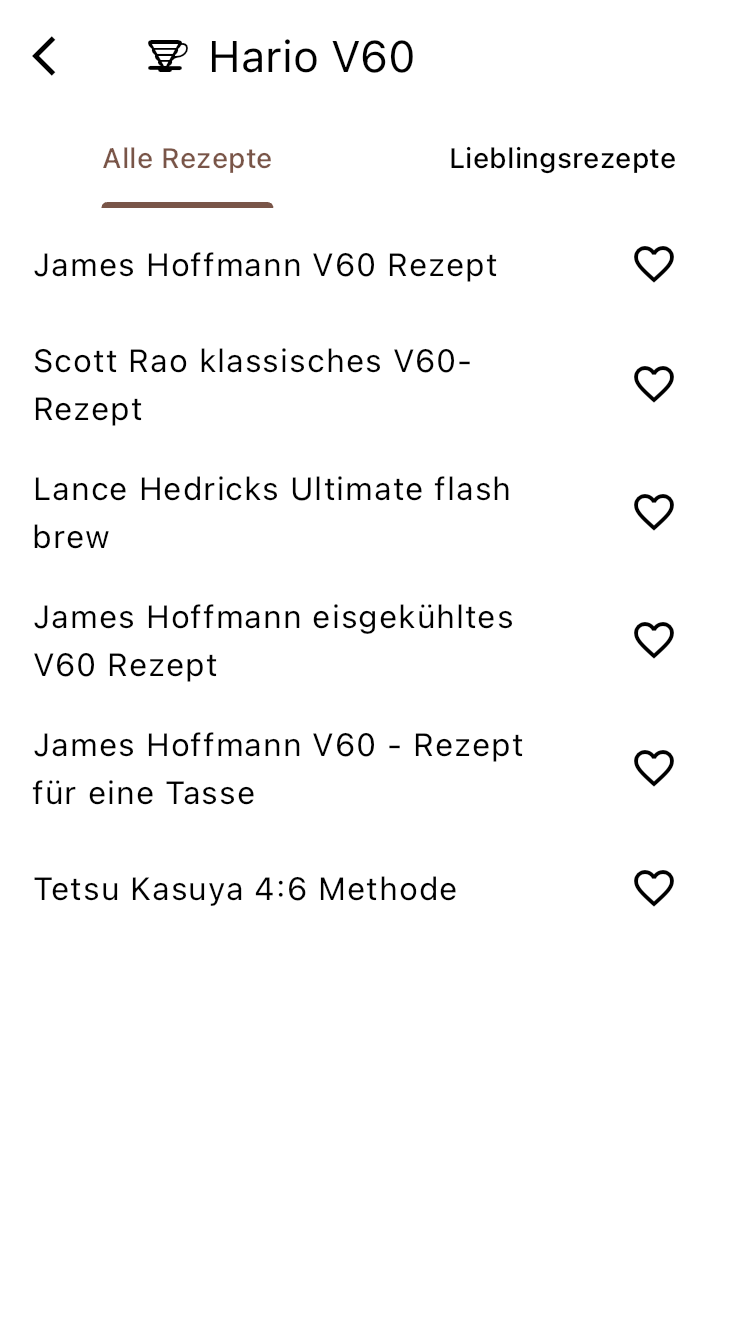 Hario V60
Alle Rezepte
Lieblingsrezepte
James Hoffmann V60 Rezept
Scott Rao klassisches V60-
Rezept
Lance Hedricks Ultimate flash
brew
James Hoffmann eisgekühltes
V60 Rezept
James Hoffmann V60 - Rezept
für eine Tasse
Tetsu Kasuya 4:6 Methode